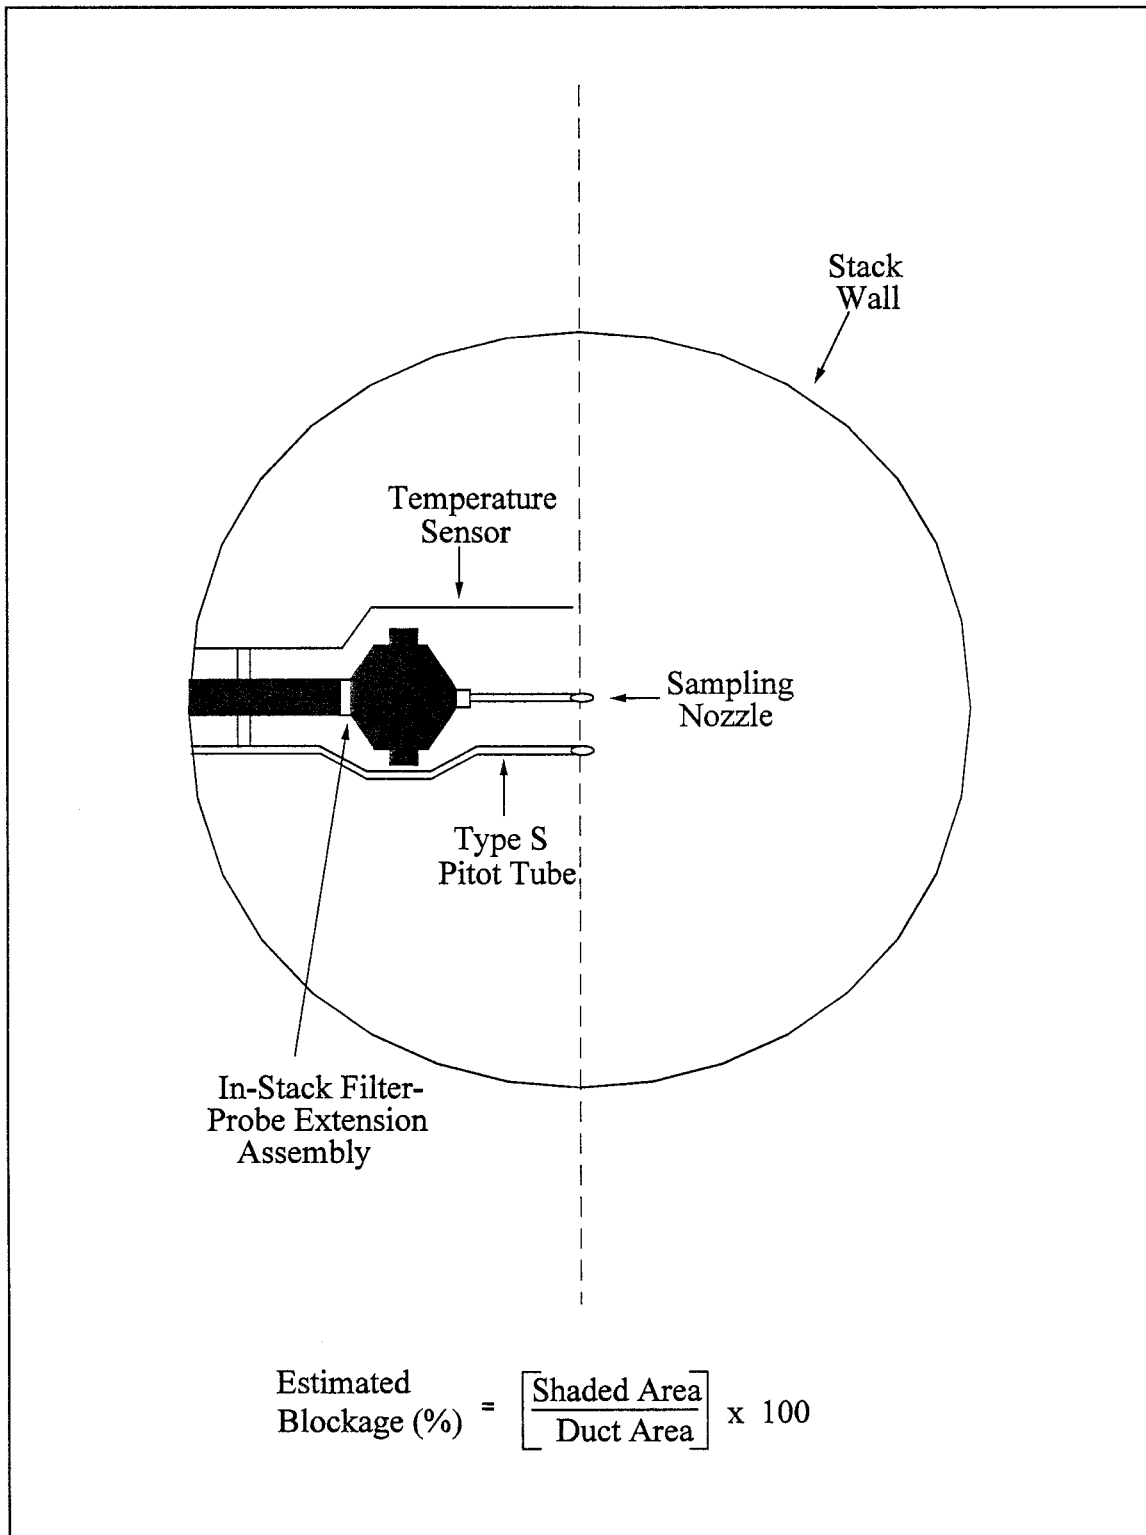 Stack
Wall
Temperature
Sensor
Sampling
Nozzle
Type S
Pitot Tube
In-Stack Filter-
Probe Extension
Assembly
Estimated
Blockage (%) = [Shaded Area / Duct Area] x 100